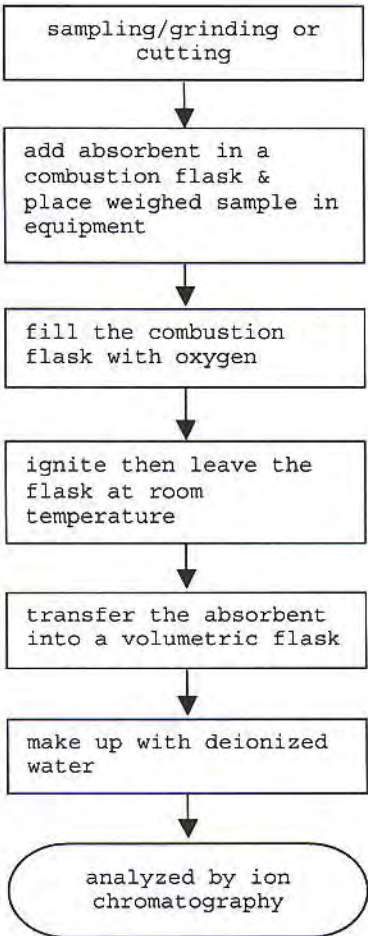 sampling/grinding or
cutting
add absorbent in a
combustion flask &
place weighed sample in
equipment
fill the combustion
flask with oxygen
ignite then leave the
flask at room
temperature
transfer the absorbent
into a volumetric flask
make up with deionized
water
analyzed by ion
chromatography